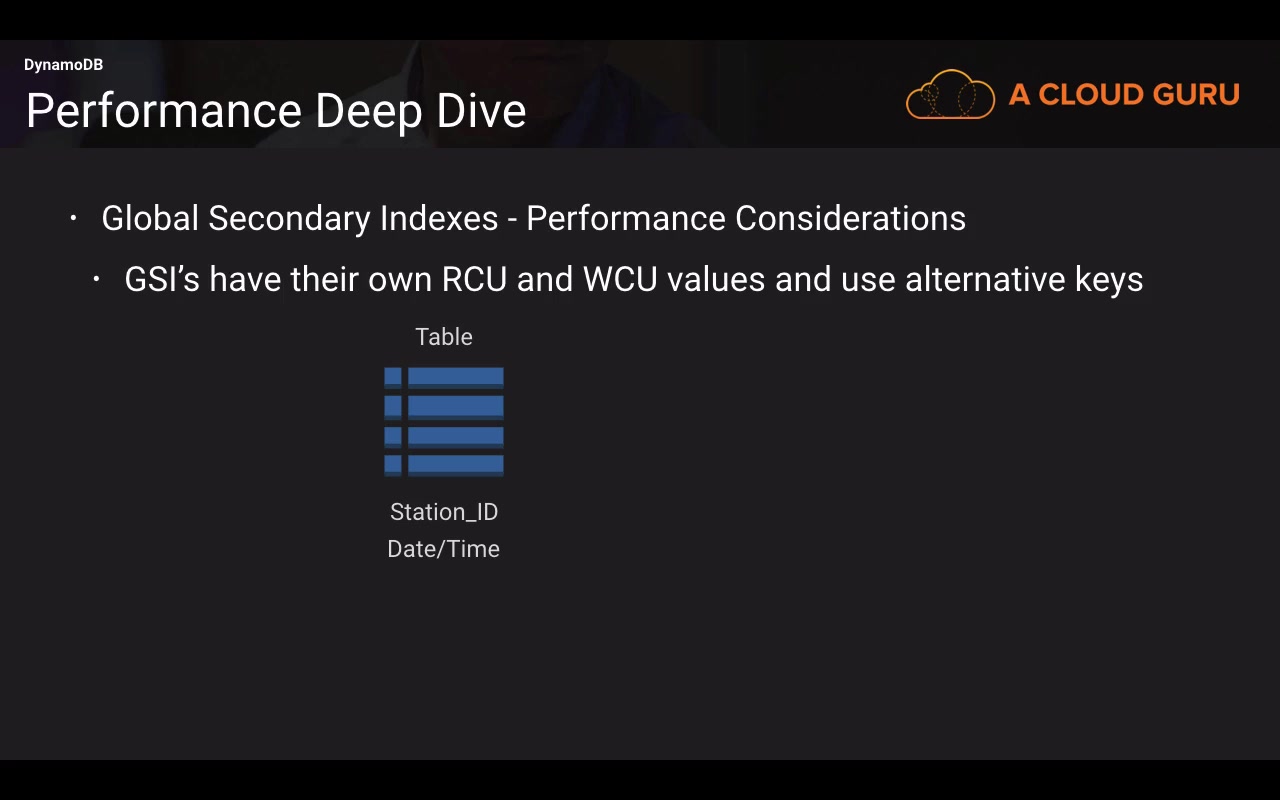 DynamoDB
Performance Deep Dive
A CLOUD GURU
• Global Secondary Indexes - Performance Considerations
• GSI’s have their own RCU and WCU values and use alternative keys
Table
Station_ID
Date/Time